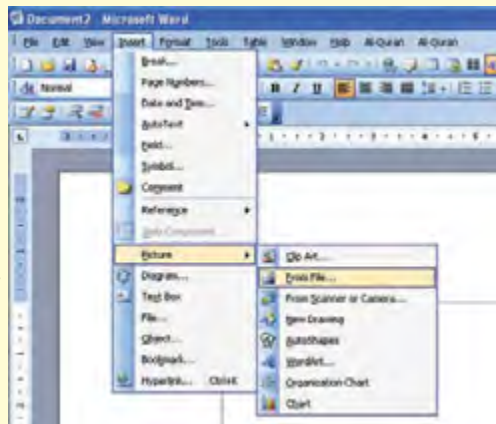 Document2 - Microsoft Word
File Edit View Insert Format Tools Table Window Help Al-Quran Al-Quran
Break...
Page Numbers...
Date and Time...
AutoText
Field...
Symbol...
Comment
Reference
Web Component...
Picture
Diagram...
Text Box
File...
Object...
Bookmark...
Hyperlink... Ctrl+K
Clip Art...
From File...
From Scanner or Camera...
New Drawing
AutoShapes
WordArt...
Organization Chart
Chart
Normal
B I U